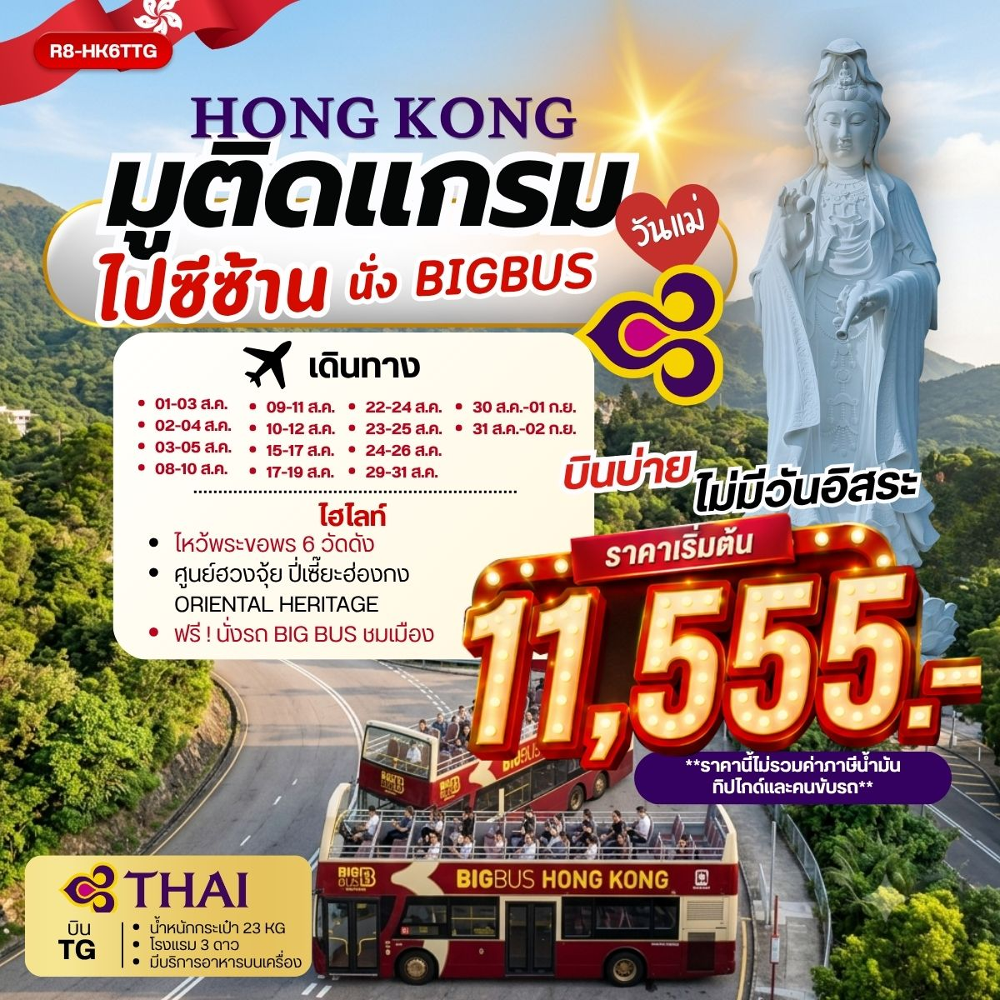 R8-HK6TTG
HONG KONG
มูติดแกรม
วันแม่
ไปซีซ้าน นั่ง BIGBUS
เดินทาง
• 01-03 ส.ค.
• 02-04 ส.ค.
• 03-05 ส.ค.
• 08-10 ส.ค.
• 09-11 ส.ค.
• 10-12 ส.ค.
• 15-17 ส.ค.
• 17-19 ส.ค.
• 22-24 ส.ค.
• 23-25 ส.ค.
• 24-26 ส.ค.
• 29-31 ส.ค.
• 30 ส.ค.-01 ก.ย.
• 31 ส.ค.-02 ก.ย.
ไฮไลท์
• ไหว้พระขอพร 6 วัดดัง
• ศูนย์ฮวงจุ้ย ปี่เซี๊ยะฮ่องกง
ORIENTAL HERITAGE
• ฟรี ! นั่งรถ BIG BUS ชมเมือง
บินบ่าย ไม่มีวันอิสระ
ราคาเริ่มต้น
11,555.-
**ราคานี้ไม่รวมค่าภาษีน้ำมัน
ทิปไกด์และคนขับรถ**
BIGBUS
BIG BUS
BIGBUS HONG KONG
THAI
บิน
TG
• น้ำหนักกระเป๋า 23 KG
• โรงแรม 3 ดาว
• มีบริการอาหารบนเครื่อง